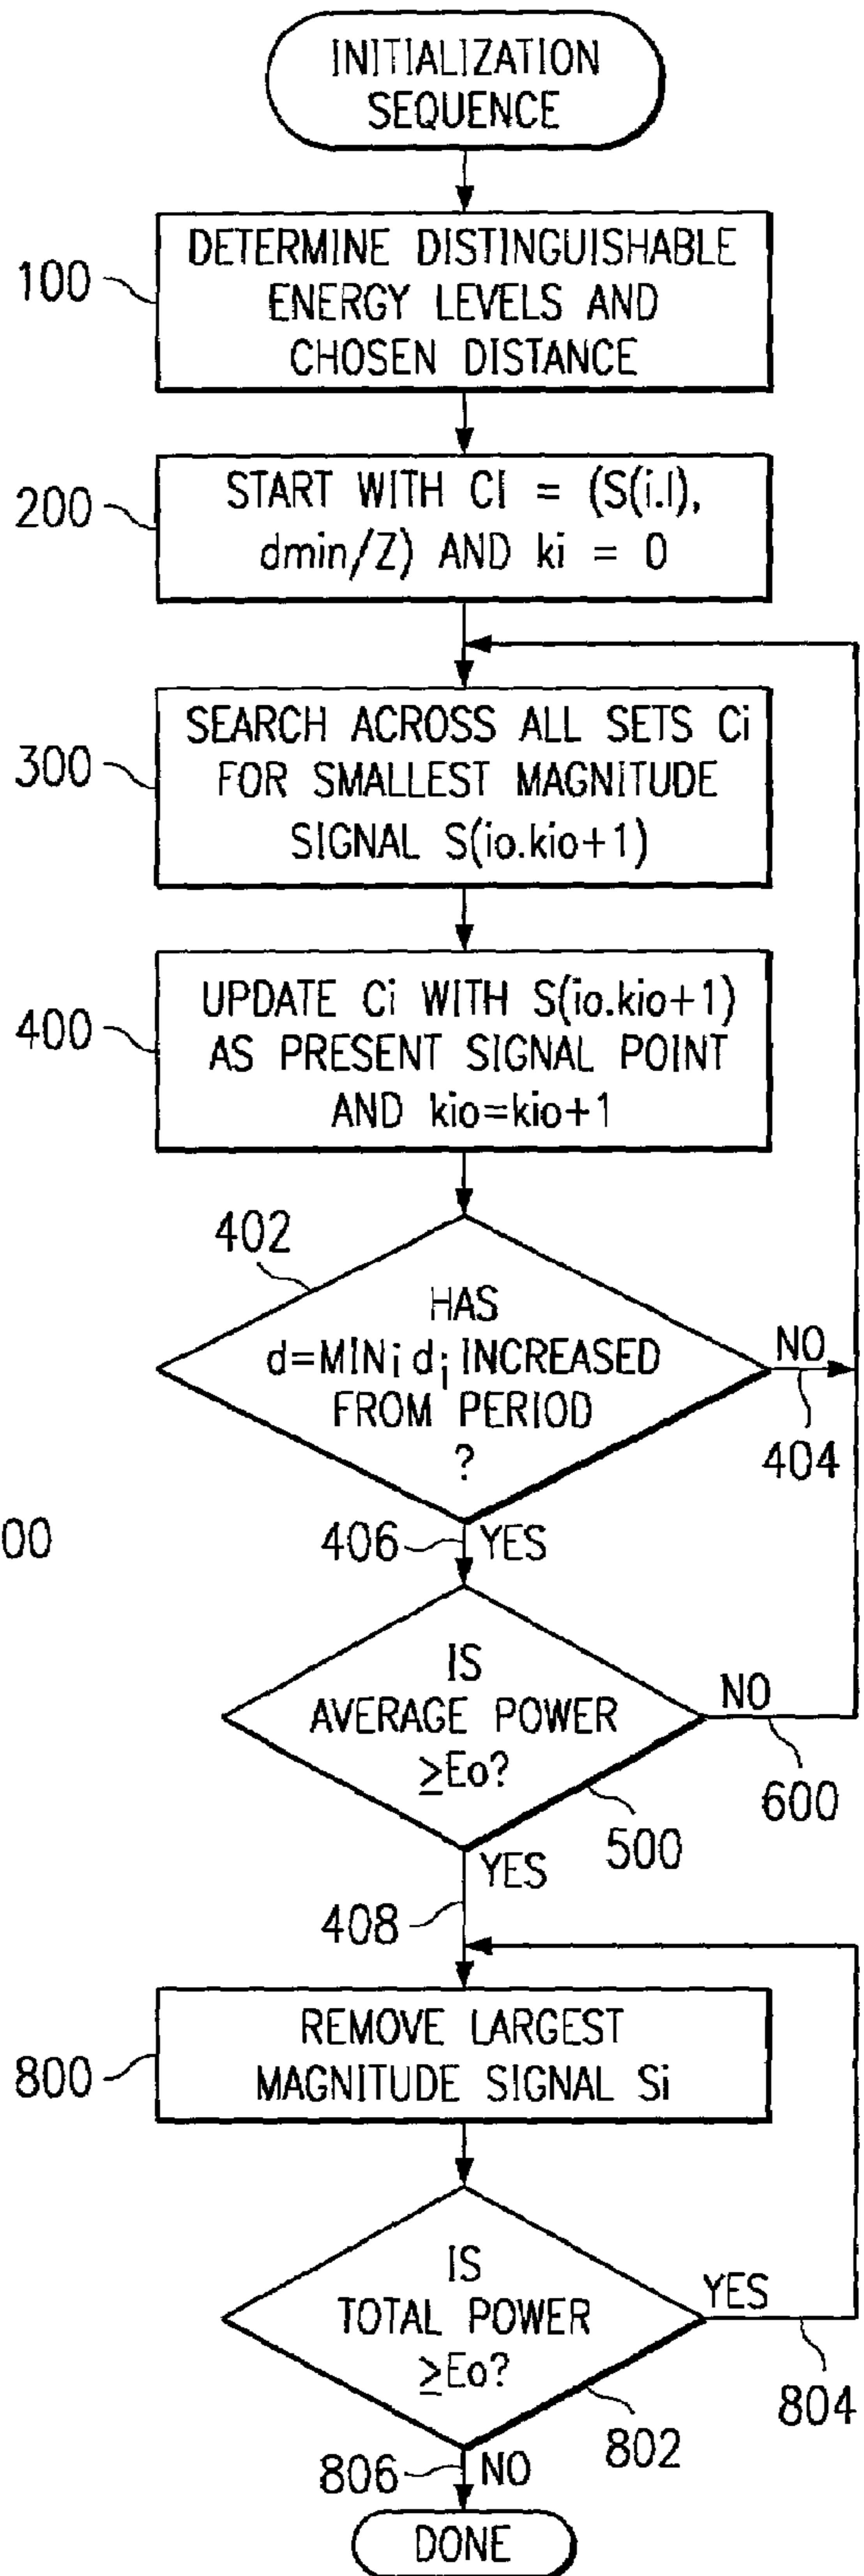 INITIALIZATION
SEQUENCE
100
DETERMINE DISTINGUISHABLE
ENERGY LEVELS AND
CHOSEN DISTANCE
200
START WITH CI = (S(i.I),
dmin/Z) AND ki = 0
300
SEARCH ACROSS ALL SETS Ci
FOR SMALLEST MAGNITUDE
SIGNAL S(io.kio+1)
400
UPDATE Ci WITH S(io.kio+1)
AS PRESENT SIGNAL POINT
AND kio=kio+1
402
HAS
d=MINi di INCREASED
FROM PERIOD
?
NO
404
00
406
YES
IS
AVERAGE POWER
≥Eo?
NO
600
500
YES
408
800
REMOVE LARGEST
MAGNITUDE SIGNAL Si
IS
TOTAL POWER
≥Eo?
YES
804
802
806
NO
DONE